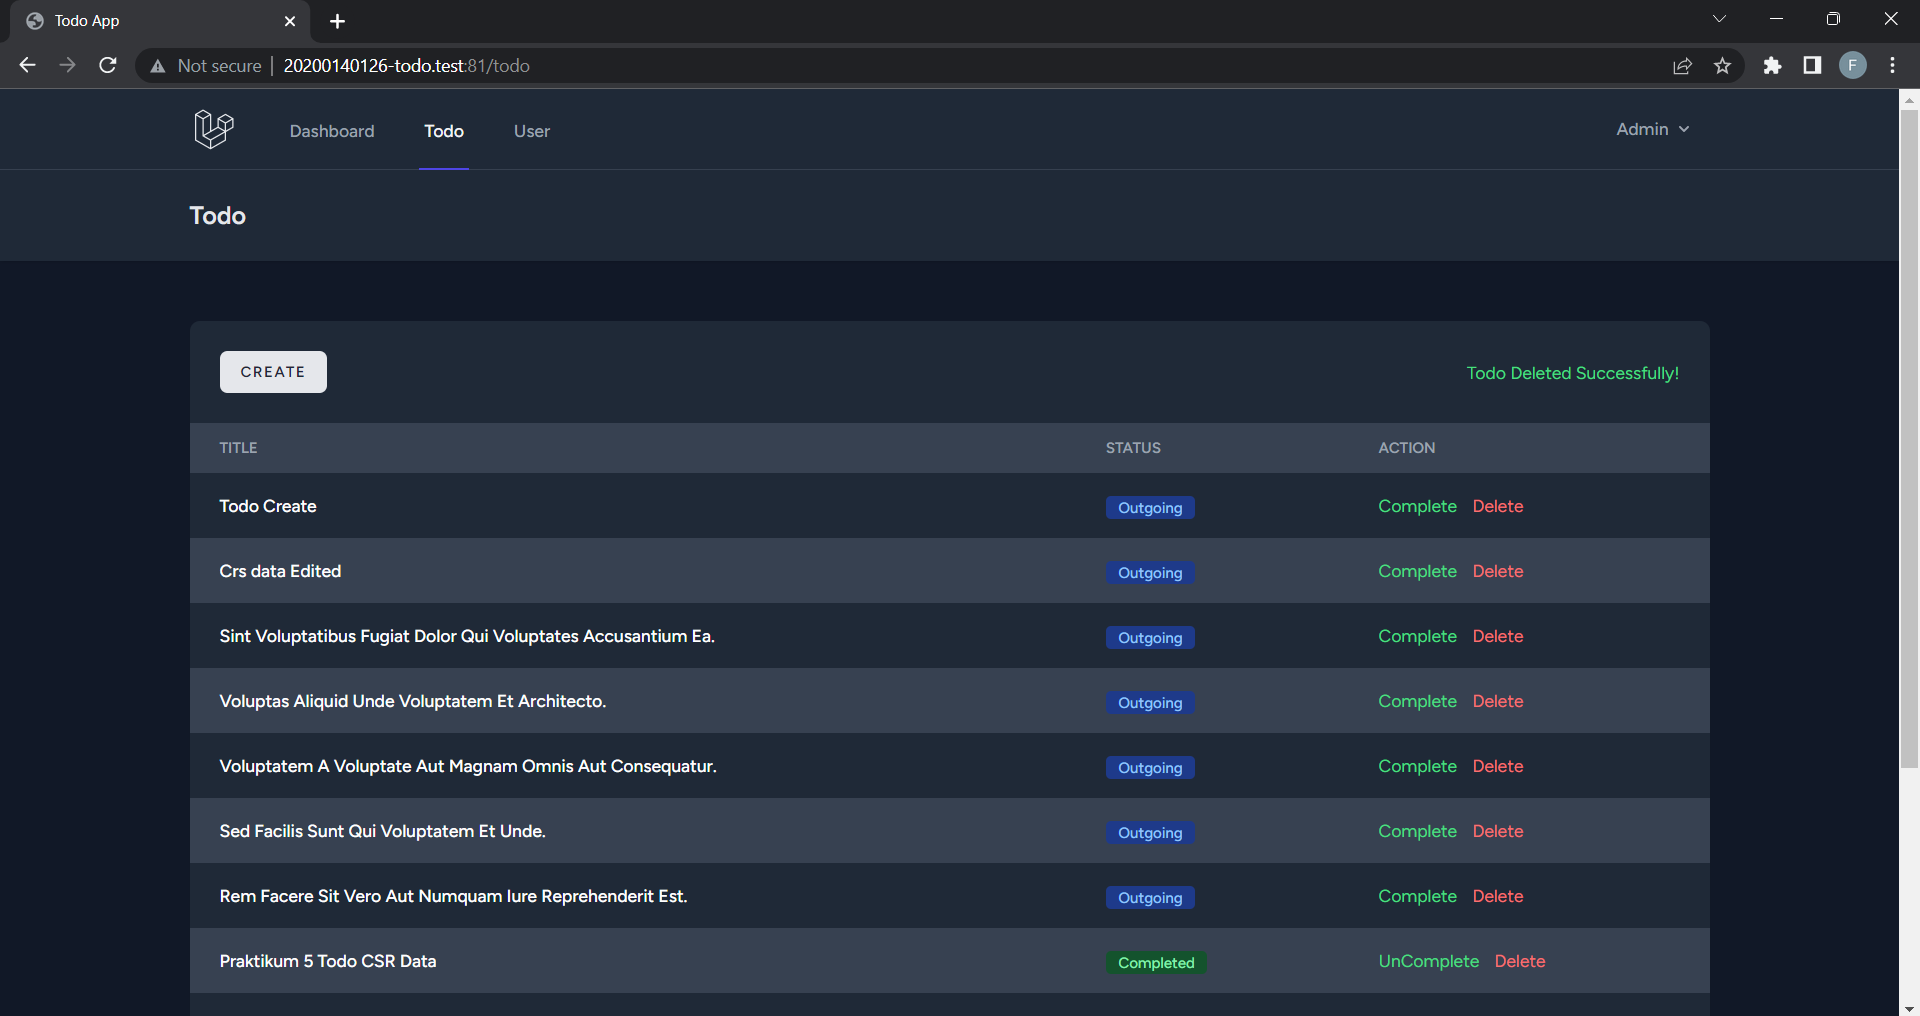 Todo App
Not secure 20200140126-todo.test:81/todo
F
Dashboard Todo User Admin
Todo
CREATE Todo Deleted Successfully!
TITLE STATUS ACTION
Todo Create Outgoing Complete Delete
Crs data Edited Outgoing Complete Delete
Sint Voluptatibus Fugiat Dolor Qui Voluptates Accusantium Ea. Outgoing Complete Delete
Voluptas Aliquid Unde Voluptatem Et Architecto. Outgoing Complete Delete
Voluptatem A Voluptate Aut Magnam Omnis Aut Consequatur. Outgoing Complete Delete
Sed Facilis Sunt Qui Voluptatem Et Unde. Outgoing Complete Delete
Rem Facere Sit Vero Aut Numquam Iure Reprehenderit Est. Outgoing Complete Delete
Praktikum 5 Todo CSR Data Completed UnComplete Delete